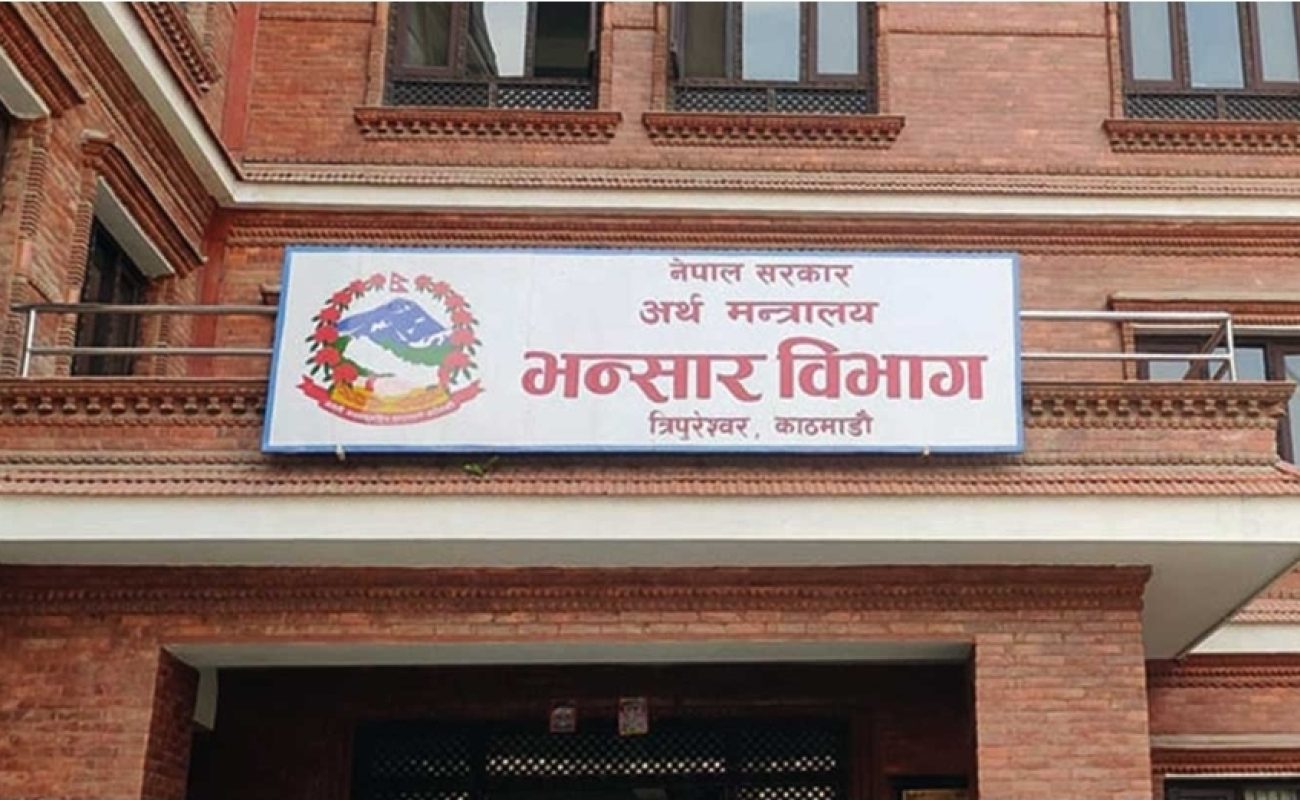 नेपाल सरकार
अर्थ मन्त्रालय
भन्सार विभाग
त्रिपुरेश्वर, काठमाडौ